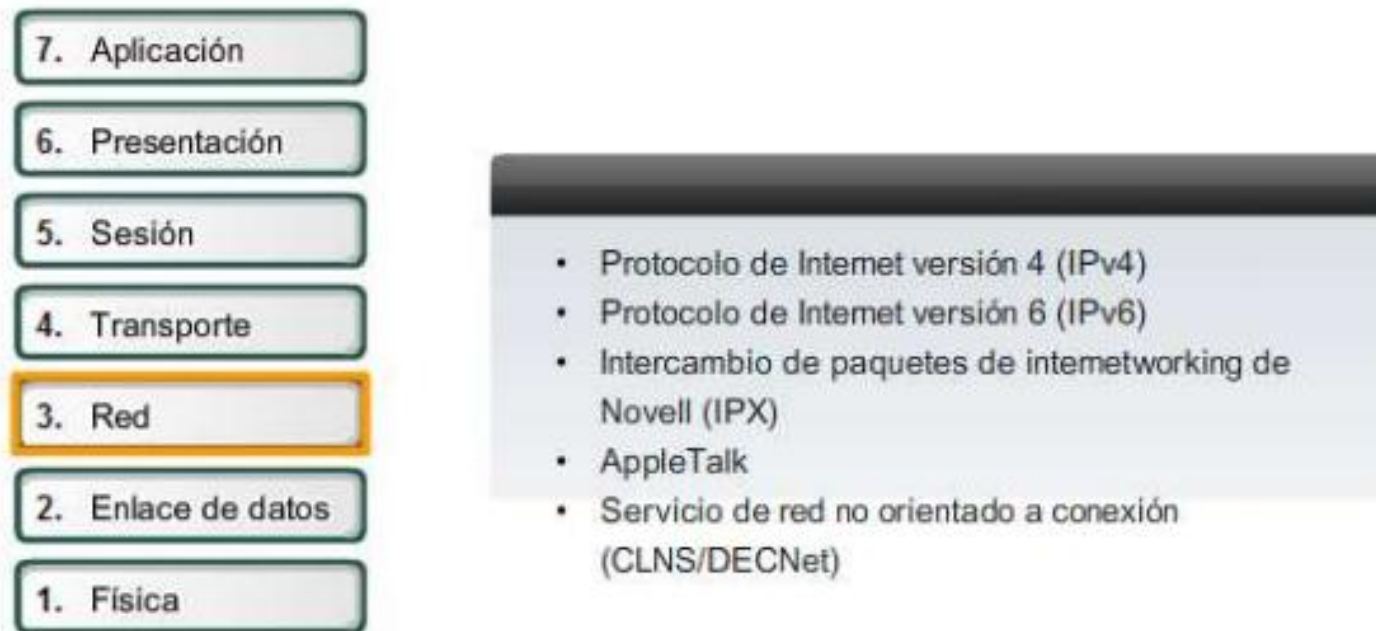 7. Aplicación
6. Presentación
5. Sesión
4. Transporte
3. Red
2. Enlace de datos
1. Física
• Protocolo de Internet versión 4 (IPv4)
• Protocolo de Internet versión 6 (IPv6)
• Intercambio de paquetes de internetworking de
Novell (IPX)
• AppleTalk
• Servicio de red no orientado a conexión
(CLNS/DECNet)